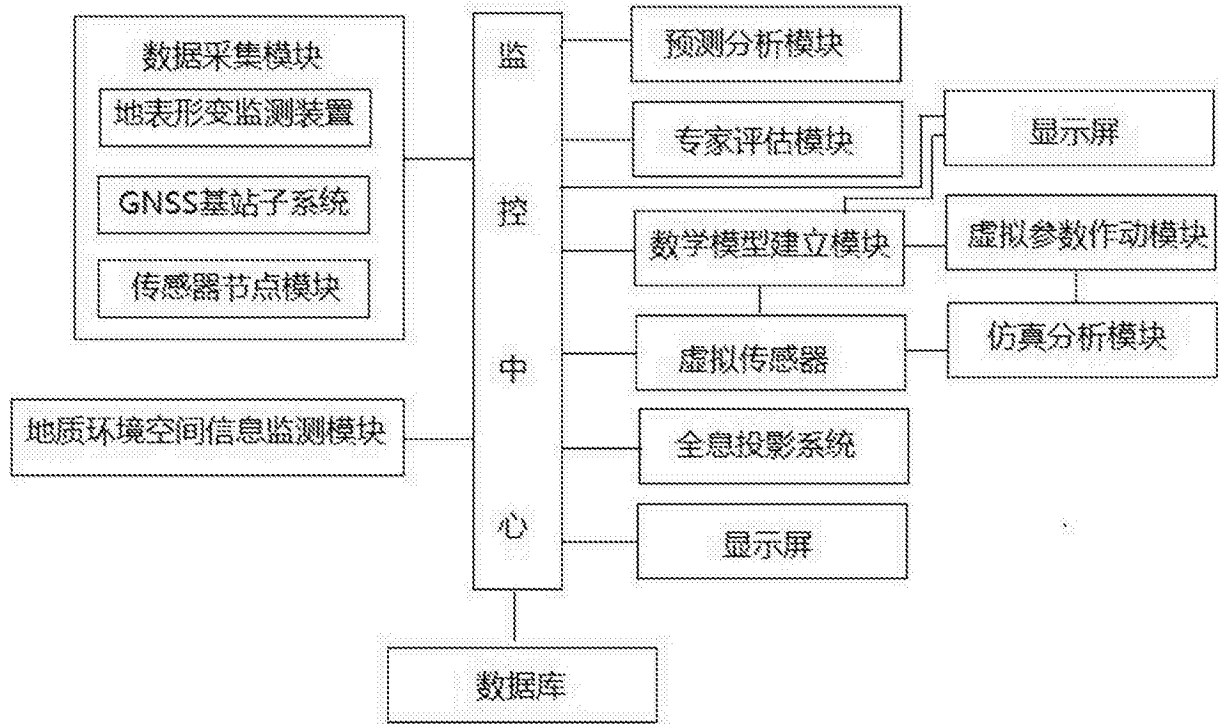 数据采集模块
地表形变监测装置
GNSS基站子系统
传感器节点模块
地质环境空间信息监测模块
监
控
中
心
数据库
预测分析模块
专家评估模块
数学模型建立模块
虚拟传感器
全息投影系统
显示屏
显示屏
虚拟参数作动模块
仿真分析模块